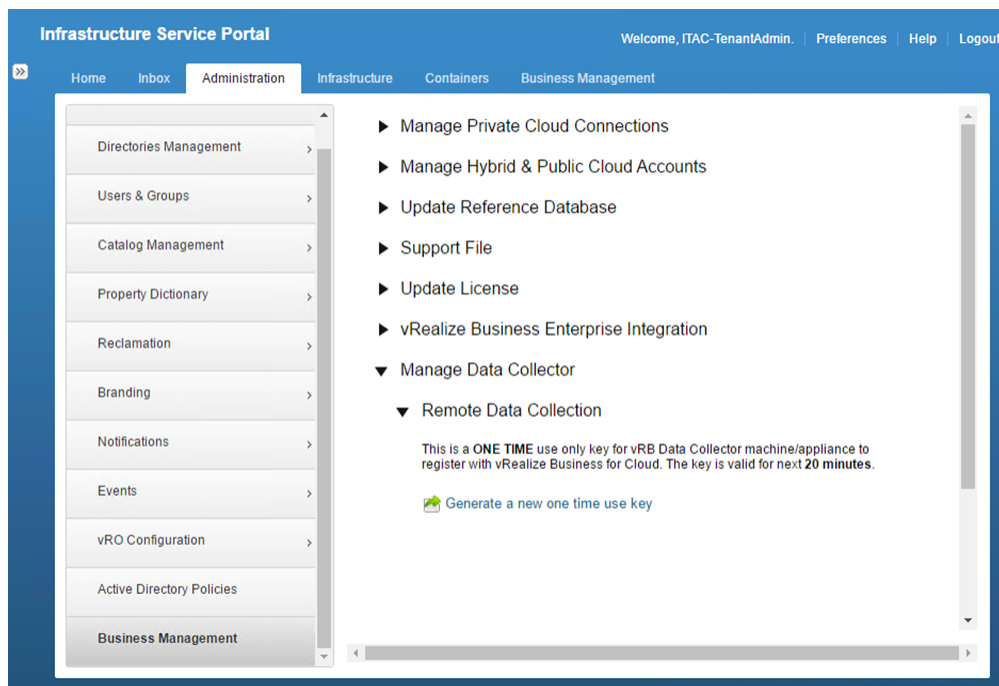 Infrastructure Service Portal
Welcome, ITAC-TenantAdmin. Preferences Help Logout
Home Inbox Administration Infrastructure Containers Business Management
Directories Management
Users & Groups
Catalog Management
Property Dictionary
Reclamation
Branding
Notifications
Events
vRO Configuration
Active Directory Policies
Business Management
Manage Private Cloud Connections
Manage Hybrid & Public Cloud Accounts
Update Reference Database
Support File
Update License
vRealize Business Enterprise Integration
Manage Data Collector
Remote Data Collection
This is a ONE TIME use only key for vRB Data Collector machine/appliance to
register with vRealize Business for Cloud. The key is valid for next 20 minutes.
Generate a new one time use key